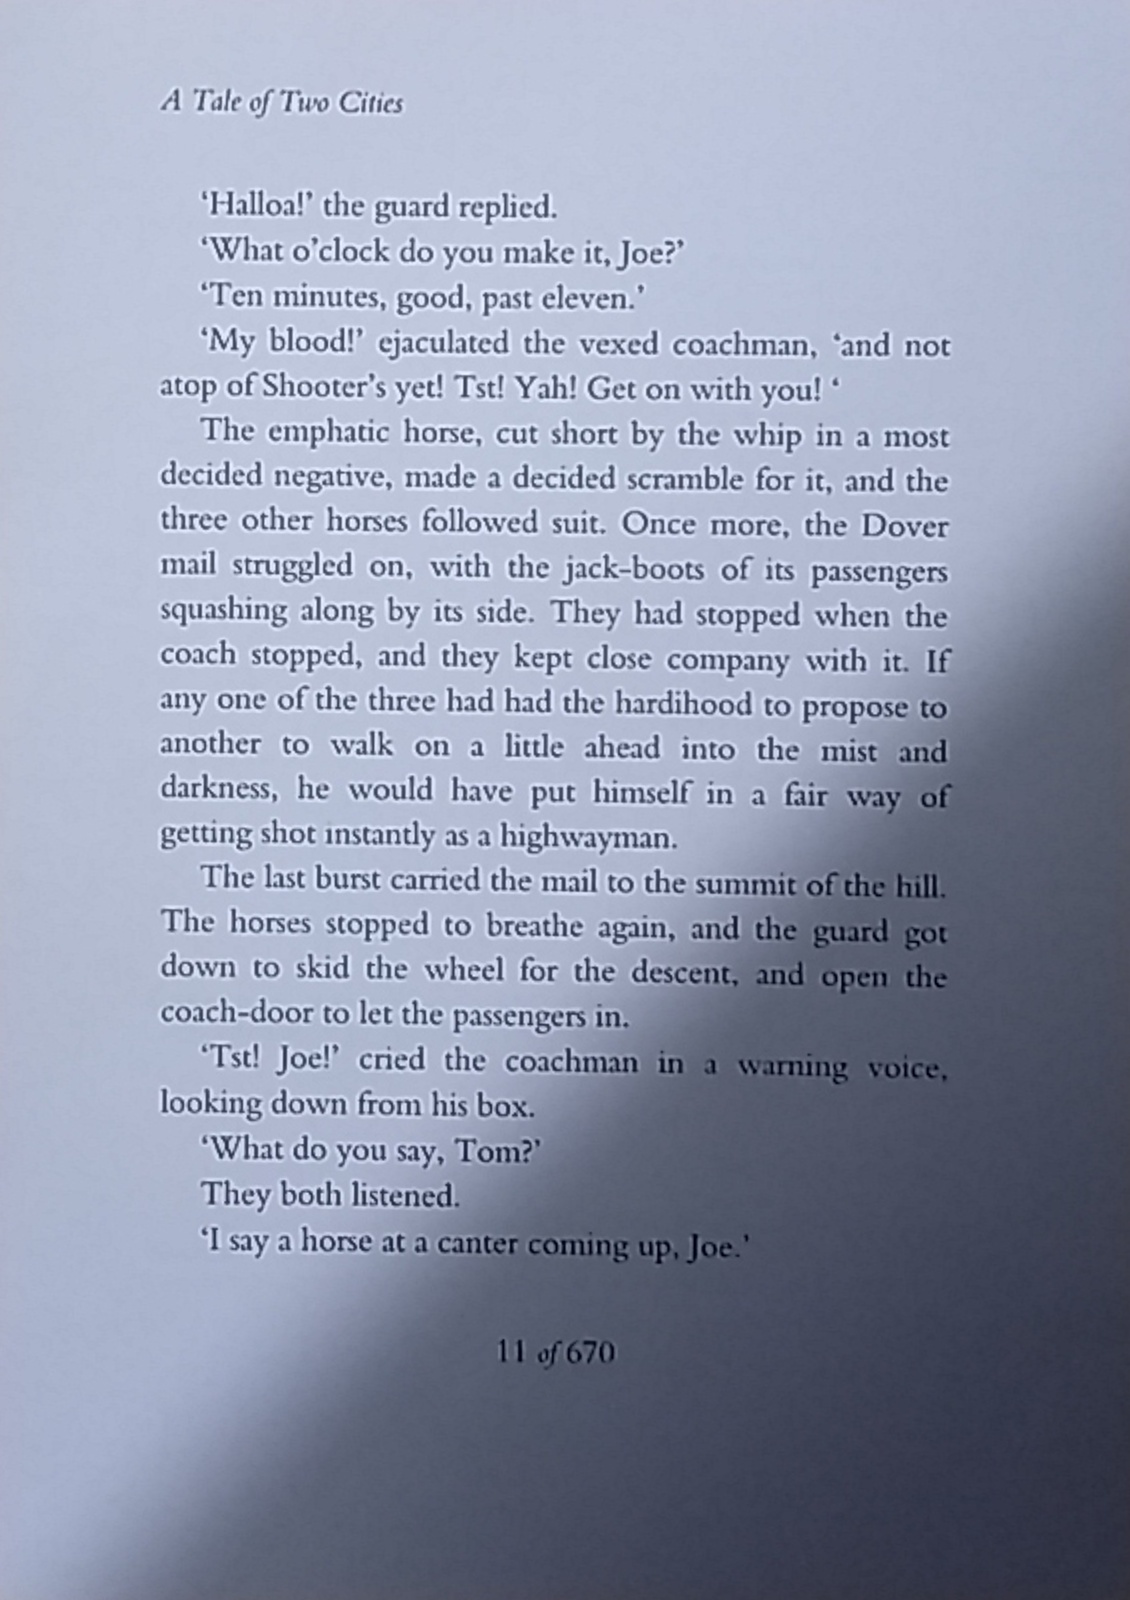 A Tale of Two Cities
‘Halloa!’ the guard replied.
‘What o’clock do you make it, Joe?’
‘Ten minutes, good, past eleven.’
‘My blood!’ ejaculated the vexed coachman, ‘and not
atop of Shooter’s yet! Tst! Yah! Get on with you! ‘
The emphatic horse, cut short by the whip in a most
decided negative, made a decided scramble for it, and the
three other horses followed suit. Once more, the Dover
mail struggled on, with the jack-boots of its passengers
squashing along by its side. They had stopped when the
coach stopped, and they kept close company with it. If
any one of the three had had the hardihood to propose to
another to walk on a little ahead into the mist and
darkness, he would have put himself in a fair way of
getting shot instantly as a highwayman.
The last burst carried the mail to the summit of the hill.
The horses stopped to breathe again, and the guard got
down to skid the wheel for the descent, and open the
coach-door to let the passengers in.
‘Tst! Joe!’ cried the coachman in a warning voice,
looking down from his box.
‘What do you say, Tom?’
They both listened.
‘I say a horse at a canter coming up, Joe.’
11 of 670